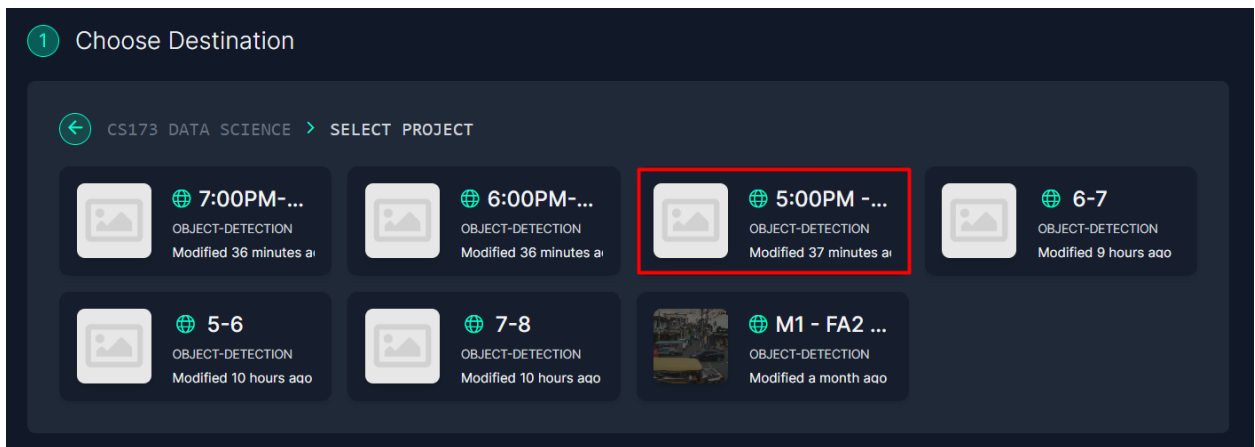 1 Choose Destination
CS173 DATA SCIENCE > SELECT PROJECT
7:00PM-...
OBJECT-DETECTION
Modified 36 minutes a
6:00PM-...
OBJECT-DETECTION
Modified 36 minutes a
5:00PM -...
OBJECT-DETECTION
Modified 37 minutes a
6-7
OBJECT-DETECTION
Modified 9 hours ago
5-6
OBJECT-DETECTION
Modified 10 hours ago
7-8
OBJECT-DETECTION
Modified 10 hours ago
M1 - FA2 ...
OBJECT-DETECTION
Modified a month ago